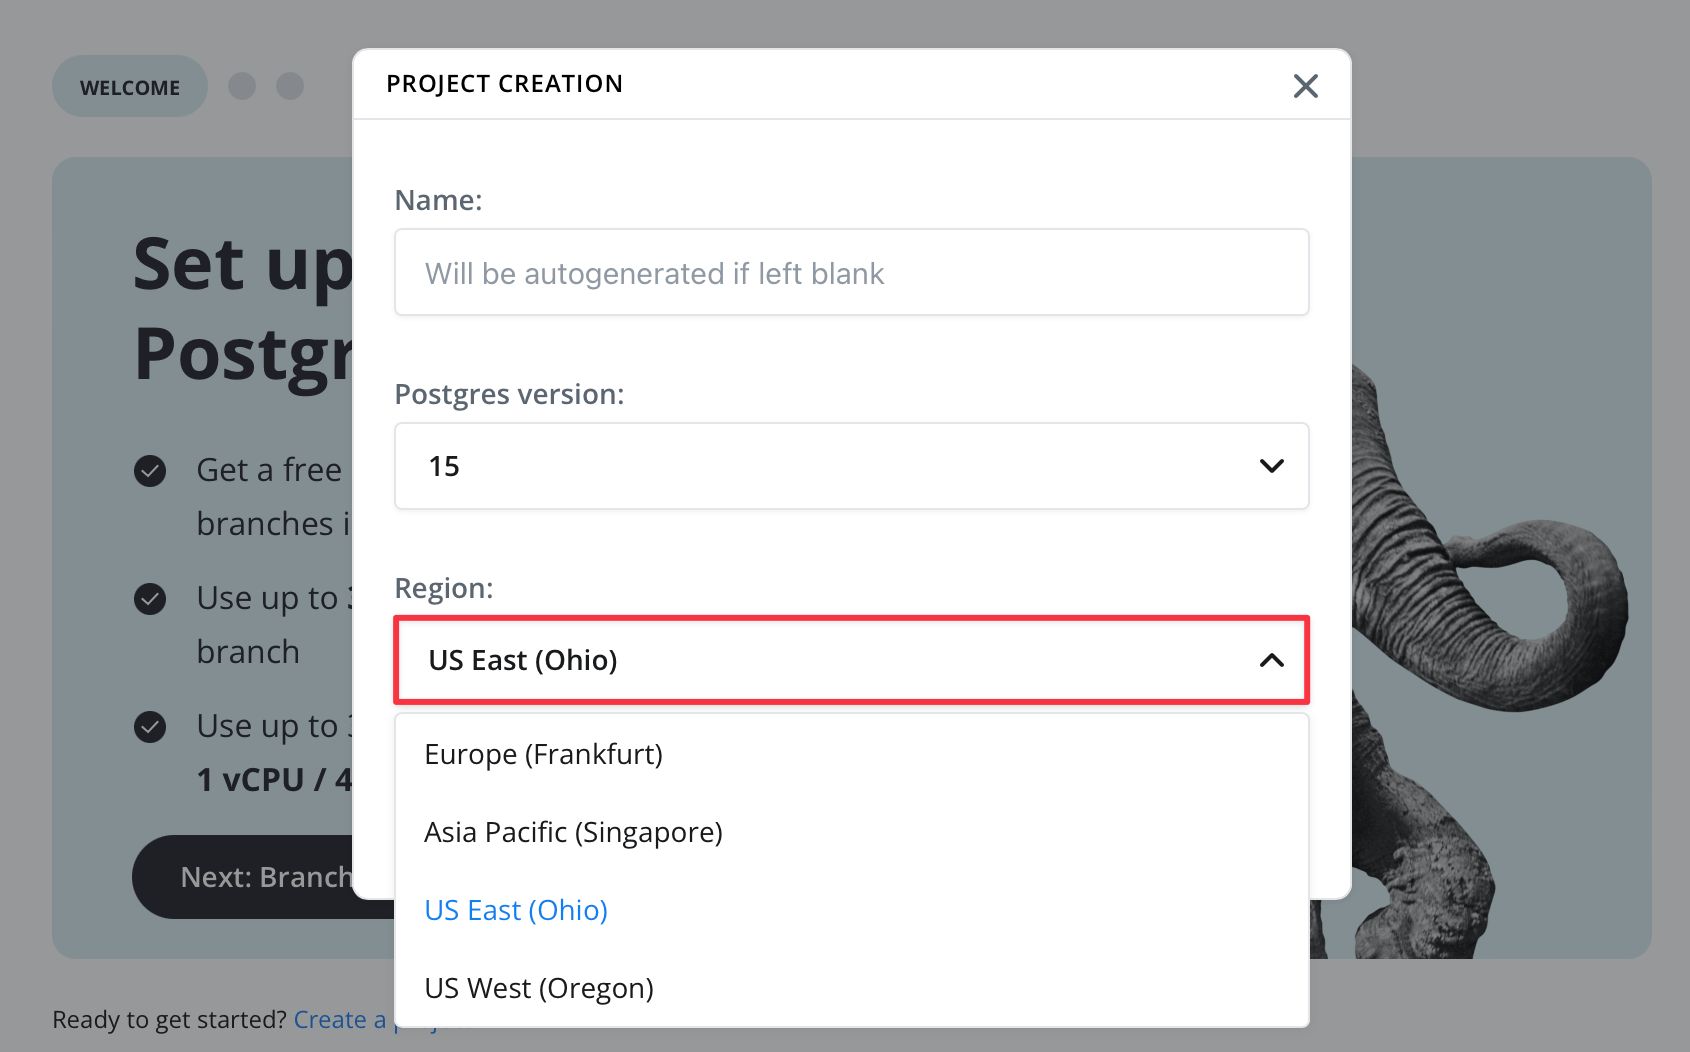 WELCOME
PROJECT CREATION
Set up
Postgr
Get a free
branches i
Use up to
branch
Use up to
1 vCPU / 4
Next: Branch
Name:
Will be autogenerated if left blank
Postgres version:
15
Region:
US East (Ohio)
Europe (Frankfurt)
Asia Pacific (Singapore)
US East (Ohio)
US West (Oregon)
Ready to get started? Create a